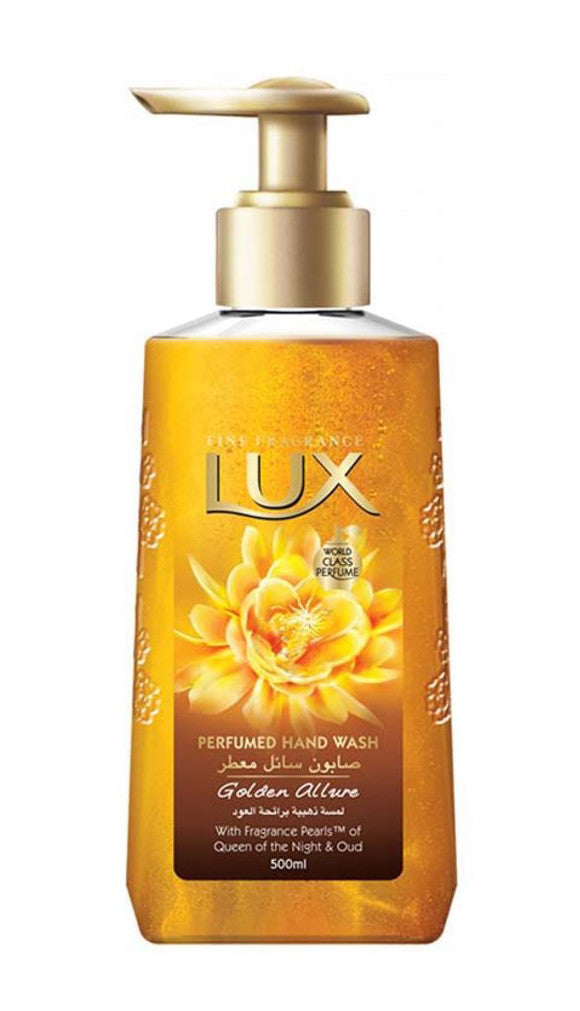 FINE FRAGRANCE
LUX
WORLD
CLASS
PERFUME
PERFUMED HAND WASH
صابون سائل معطر
Golden Allure
لمسة ذهبية برائحة العود
With Fragrance Pearls™ of
Queen of the Night & Oud
500ml